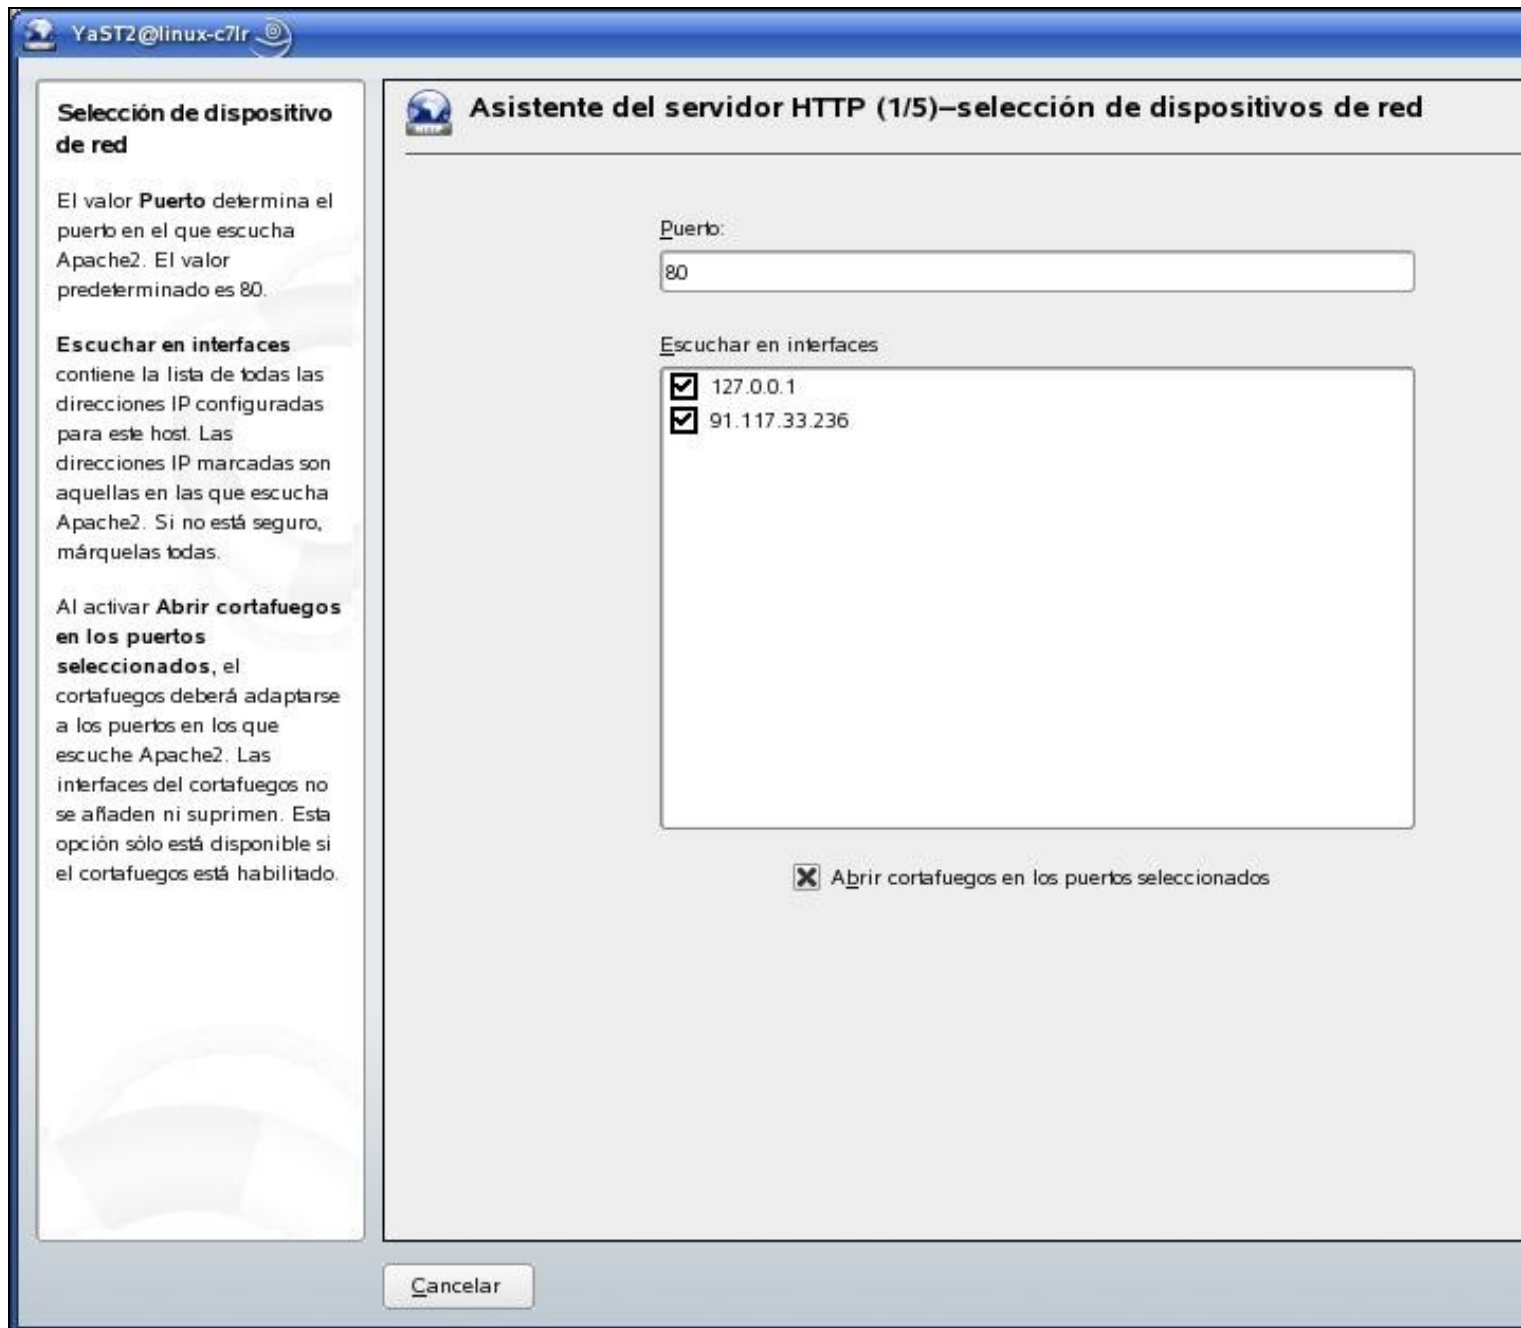 YaST2@linux-c7lr
Selección de dispositivo
de red
El valor Puerto determina el
puerto en el que escucha
Apache2. El valor
predeterminado es 80.
Escuchar en interfaces
contiene la lista de todas las
direcciones IP configuradas
para este host. Las
direcciones IP marcadas son
aquellas en las que escucha
Apache2. Si no está seguro,
márquelas todas.
Al activar Abrir cortafuegos
en los puertos
seleccionados, el
cortafuegos deberá adaptarse
a los puertos en los que
escuche Apache2. Las
interfaces del cortafuegos no
se añaden ni suprimen. Esta
opción sólo está disponible si
el cortafuegos está habilitado.
HTTP
Asistente del servidor HTTP (1/5)—selección de dispositivos de red
Puerto:
80
Escuchar en interfaces
127.0.0.1
91.117.33.236
Abrir cortafuegos en los puertos seleccionados
Cancelar